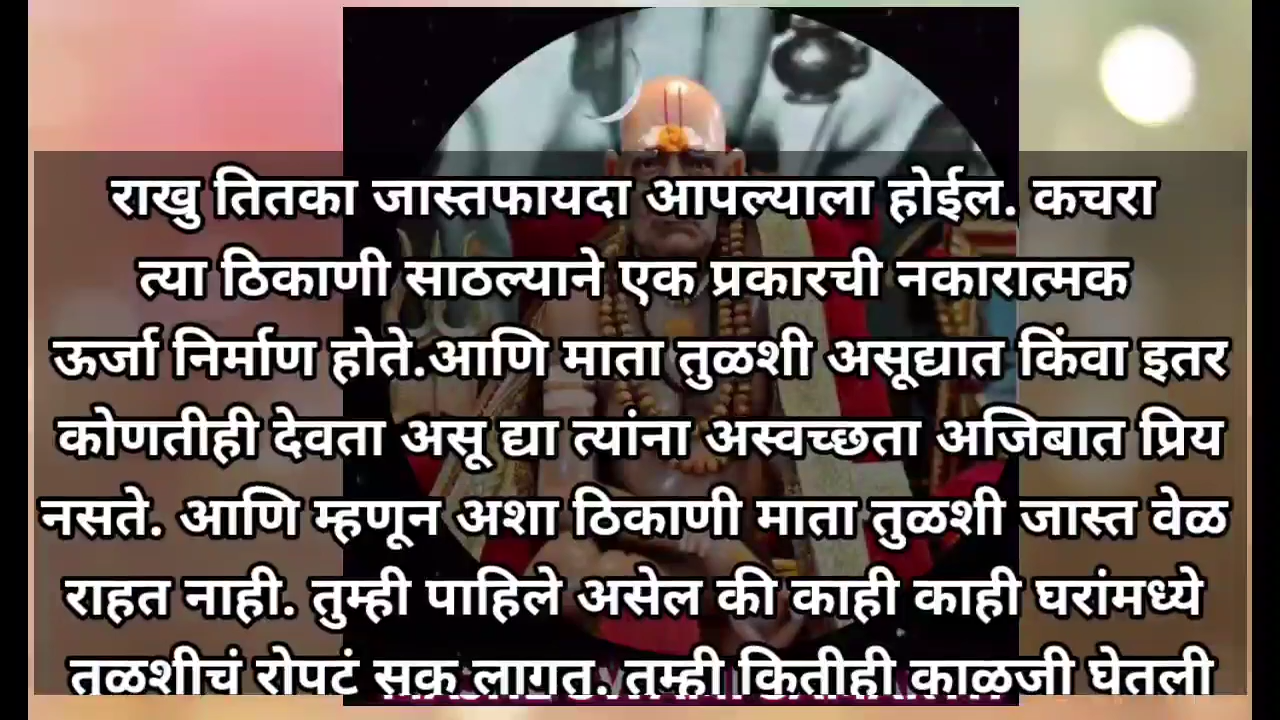 राखु तितका जास्तफायदा आपल्याला होईल. कचरा
त्या ठिकाणी साठल्याने एक प्रकारची नकारात्मक
ऊर्जा निर्माण होते.आणि माता तुळशी असूद्यात किंवा इतर
कोणतीही देवता असू द्या त्यांना अस्वच्छता अजिबात प्रिय
नसते. आणि म्हणून अशा ठिकाणी माता तुळशी जास्त वेळ
राहत नाही. तुम्ही पाहिले असेल की काही काही घरांमध्ये
तुळशीचं रोपटं सुकू लागत. तुम्ही कितीही काळजी घेतली